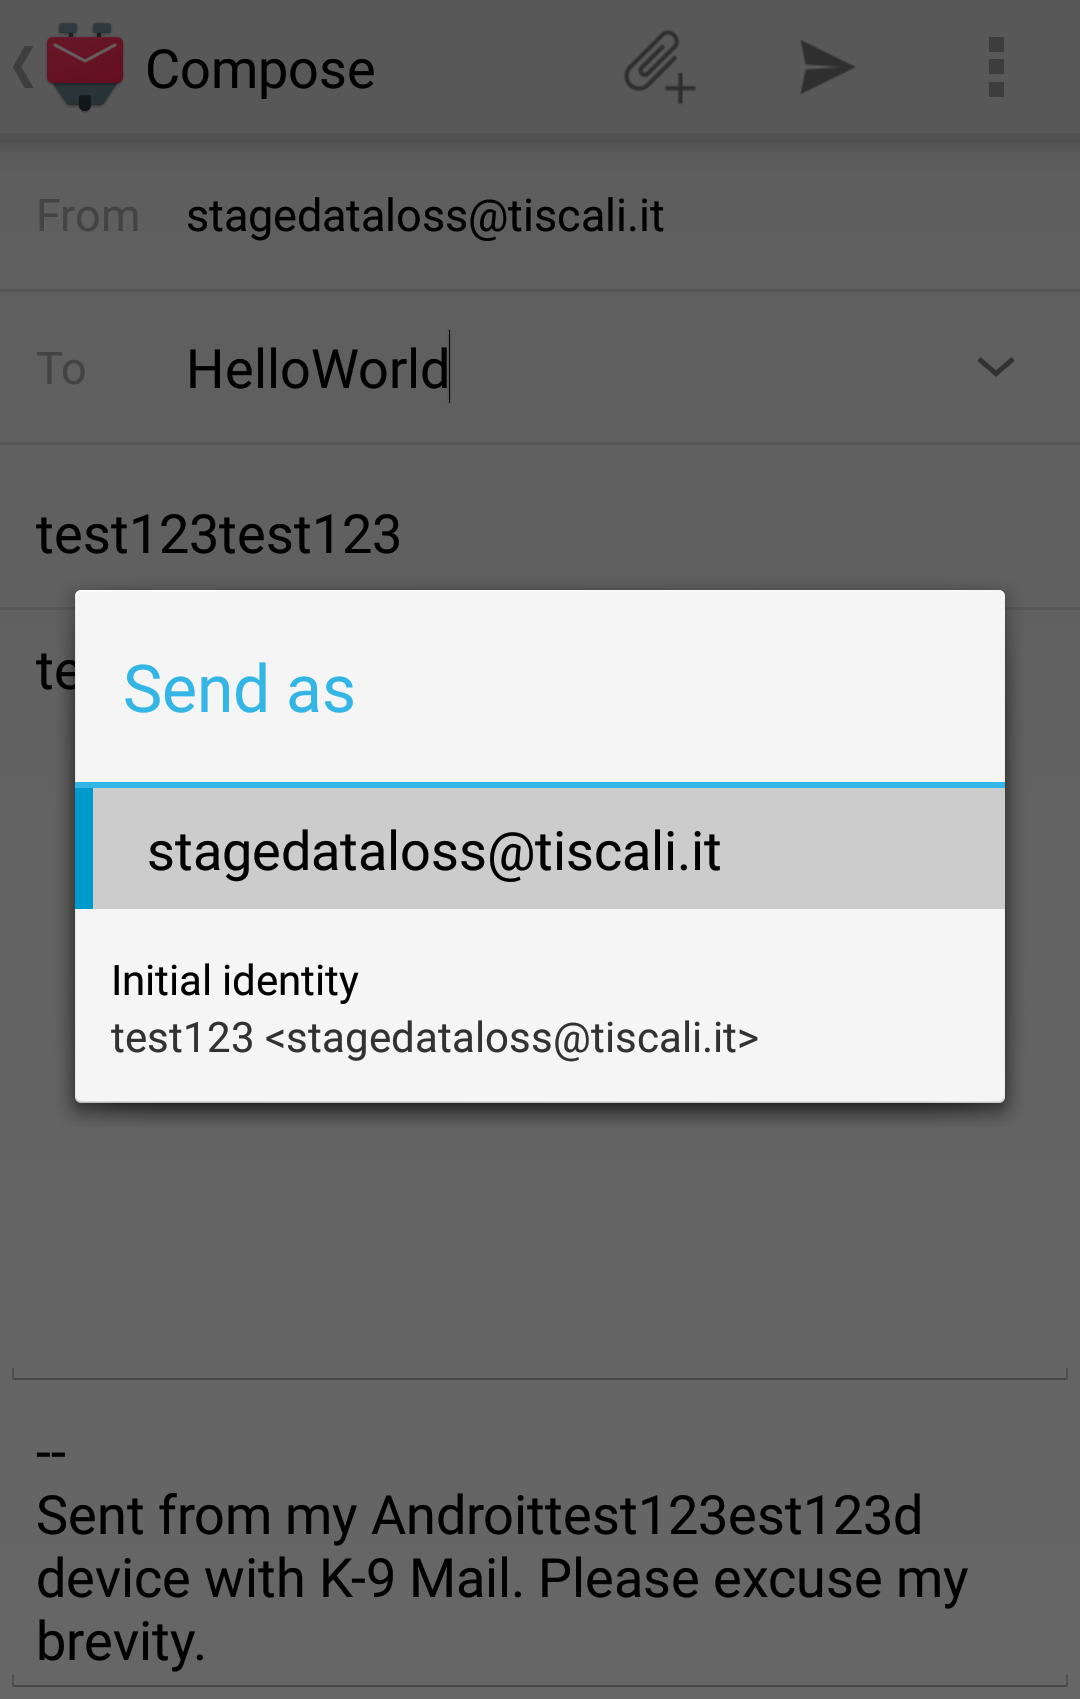 Compose
From stagedataloss@tiscali.it
To HelloWorld
test123test123
te
Send as
stagedataloss@tiscali.it
Initial identity
test123 <stagedataloss@tiscali.it>
--
Sent from my Androittest123est123d
device with K-9 Mail. Please excuse my
brevity.